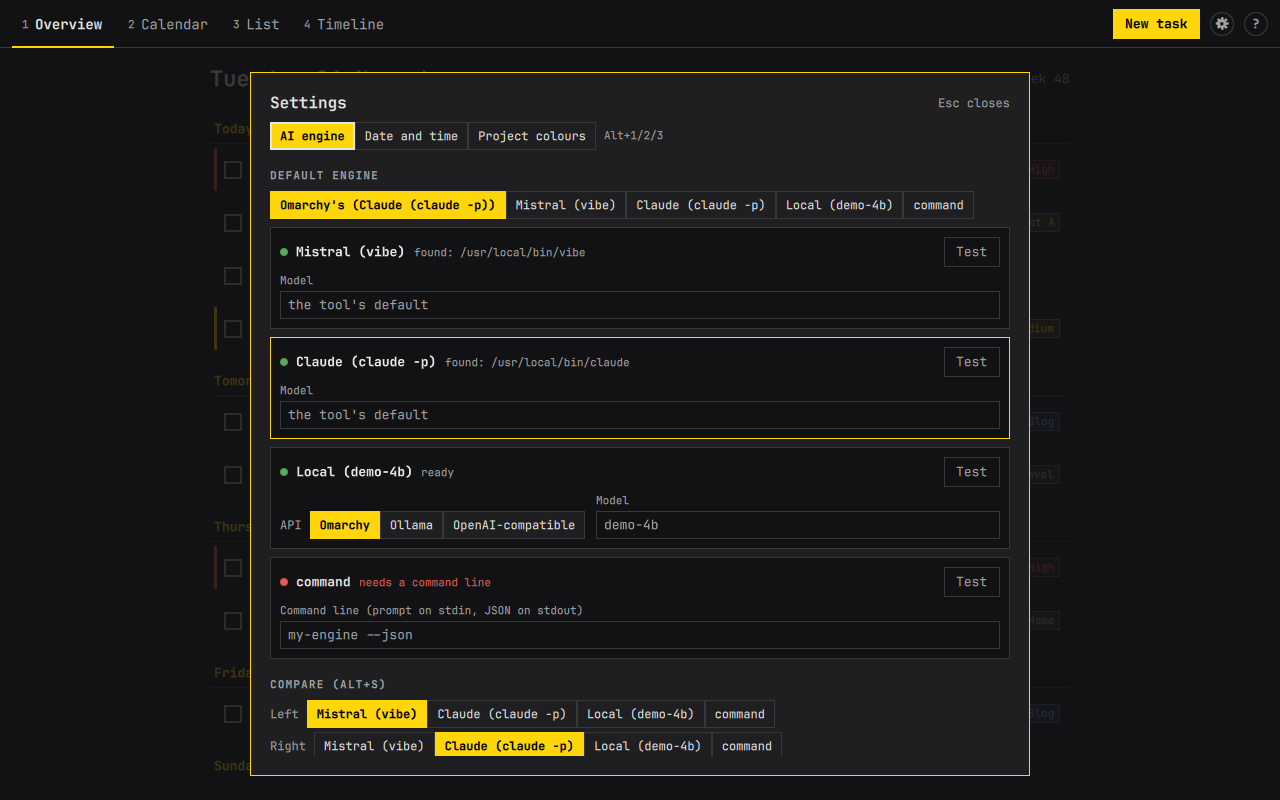 1 Overview 2 Calendar 3 List 4 Timeline New task ?
48
Settings Esc closes
AI engine Date and time Project colours Alt+1/2/3
Today
DEFAULT ENGINE
High
Omarchy's (Claude (claude -p)) Mistral (vibe) Claude (claude -p) Local (demo-4b) command
A
Mistral (vibe) found: /usr/local/bin/vibe Test
Model
the tool's default
Claude (claude -p) found: /usr/local/bin/claude Test
Model
the tool's default
Local (demo-4b) ready Test
Model
API Omarchy Ollama OpenAI-compatible demo-4b
command needs a command line Test
Command line (prompt on stdin, JSON on stdout)
my-engine --json
COMPARE (ALT+S)
Left Mistral (vibe) Claude (claude -p) Local (demo-4b) command
Right Mistral (vibe) Claude (claude -p) Local (demo-4b) command